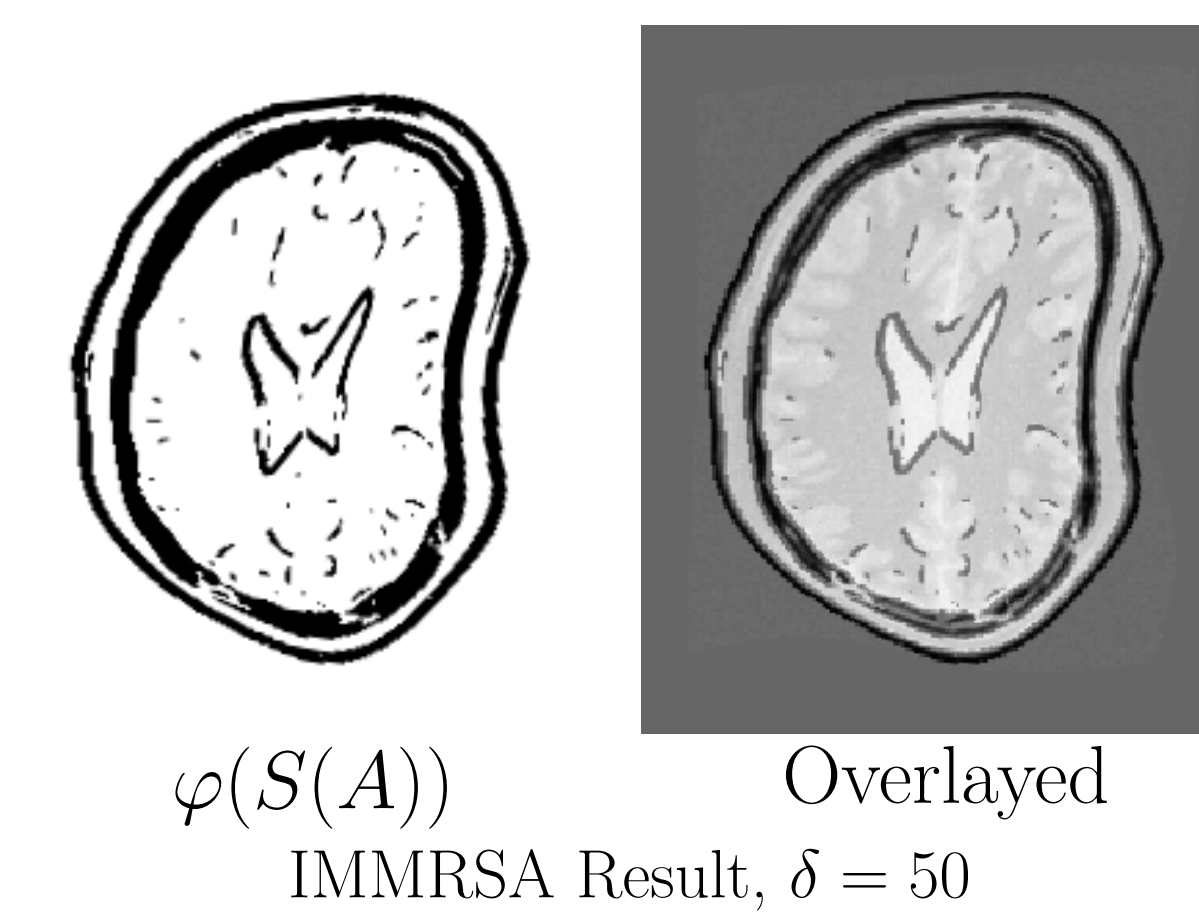 φ(S(A))
Overlayed
IMMRSA Result, δ = 50